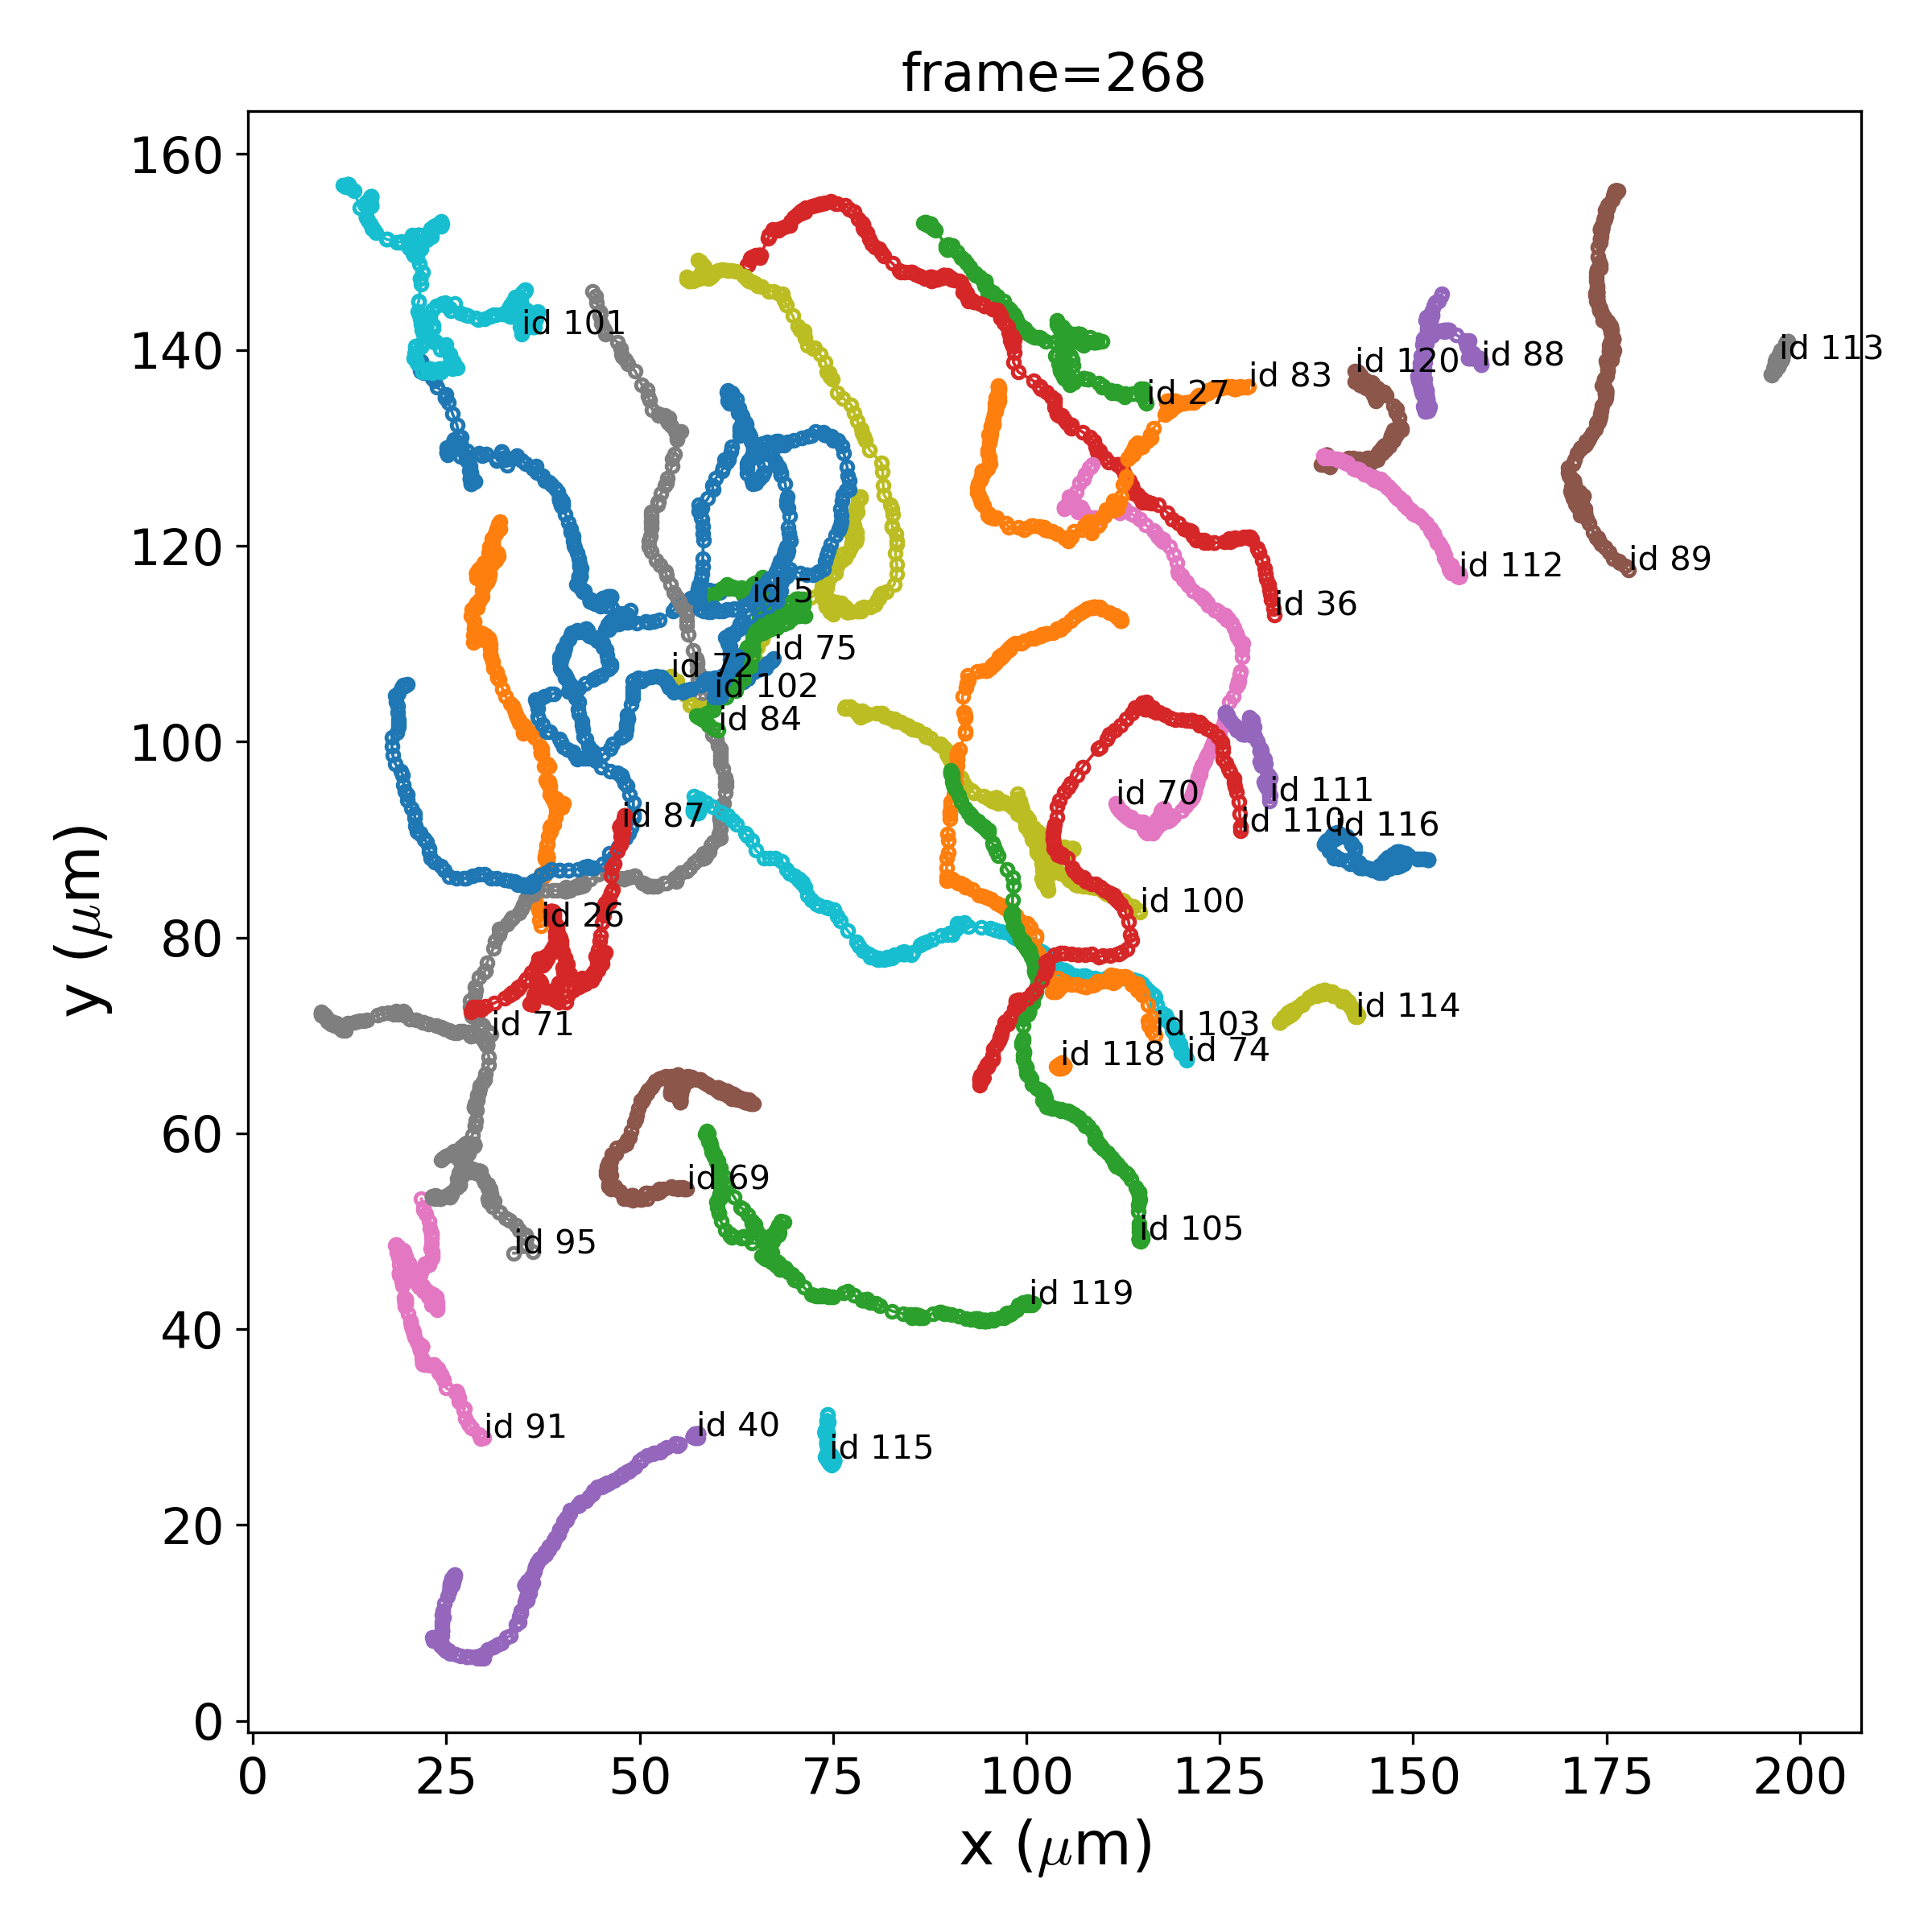 frame=268
160
140
120
100
80
60
40
20
0
y (μm)
0 25 50 75 100 125 150 175 200
x (μm)
id 101
id 113
id 120
id 88
id 83
id 27
id 112
id 89
id 5
id 36
id 75
id 72
id 102
id 84
id 70
id 111
id 87
id 110
id 116
id 100
id 26
id 71
id 103
id 114
id 118
id 74
id 69
id 95
id 105
id 119
id 91
id 40
id 115